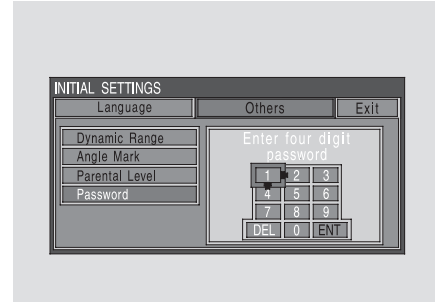 INITIAL SETTINGS
Language Others Exit
Dynamic Range
Angle Mark
Parental Level
Password
Enter four digit
password
1 2 3
4 5 6
7 8 9
DEL 0 ENT